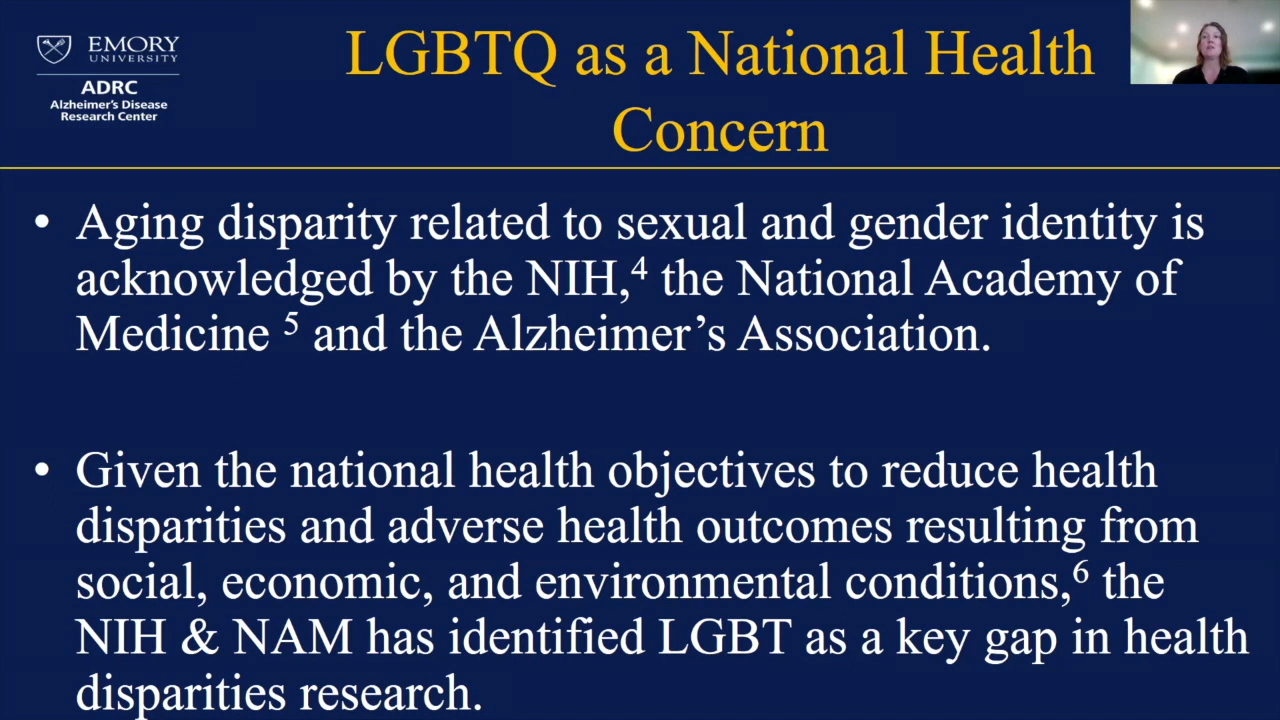 EMORY
UNIVERSITY
ADRC
Alzheimer's Disease
Research Center
LGBTQ as a National Health
Concern
• Aging disparity related to sexual and gender identity is
acknowledged by the NIH,⁴ the National Academy of
Medicine ⁵ and the Alzheimer’s Association.
• Given the national health objectives to reduce health
disparities and adverse health outcomes resulting from
social, economic, and environmental conditions,⁶ the
NIH & NAM has identified LGBT as a key gap in health
disparities research.